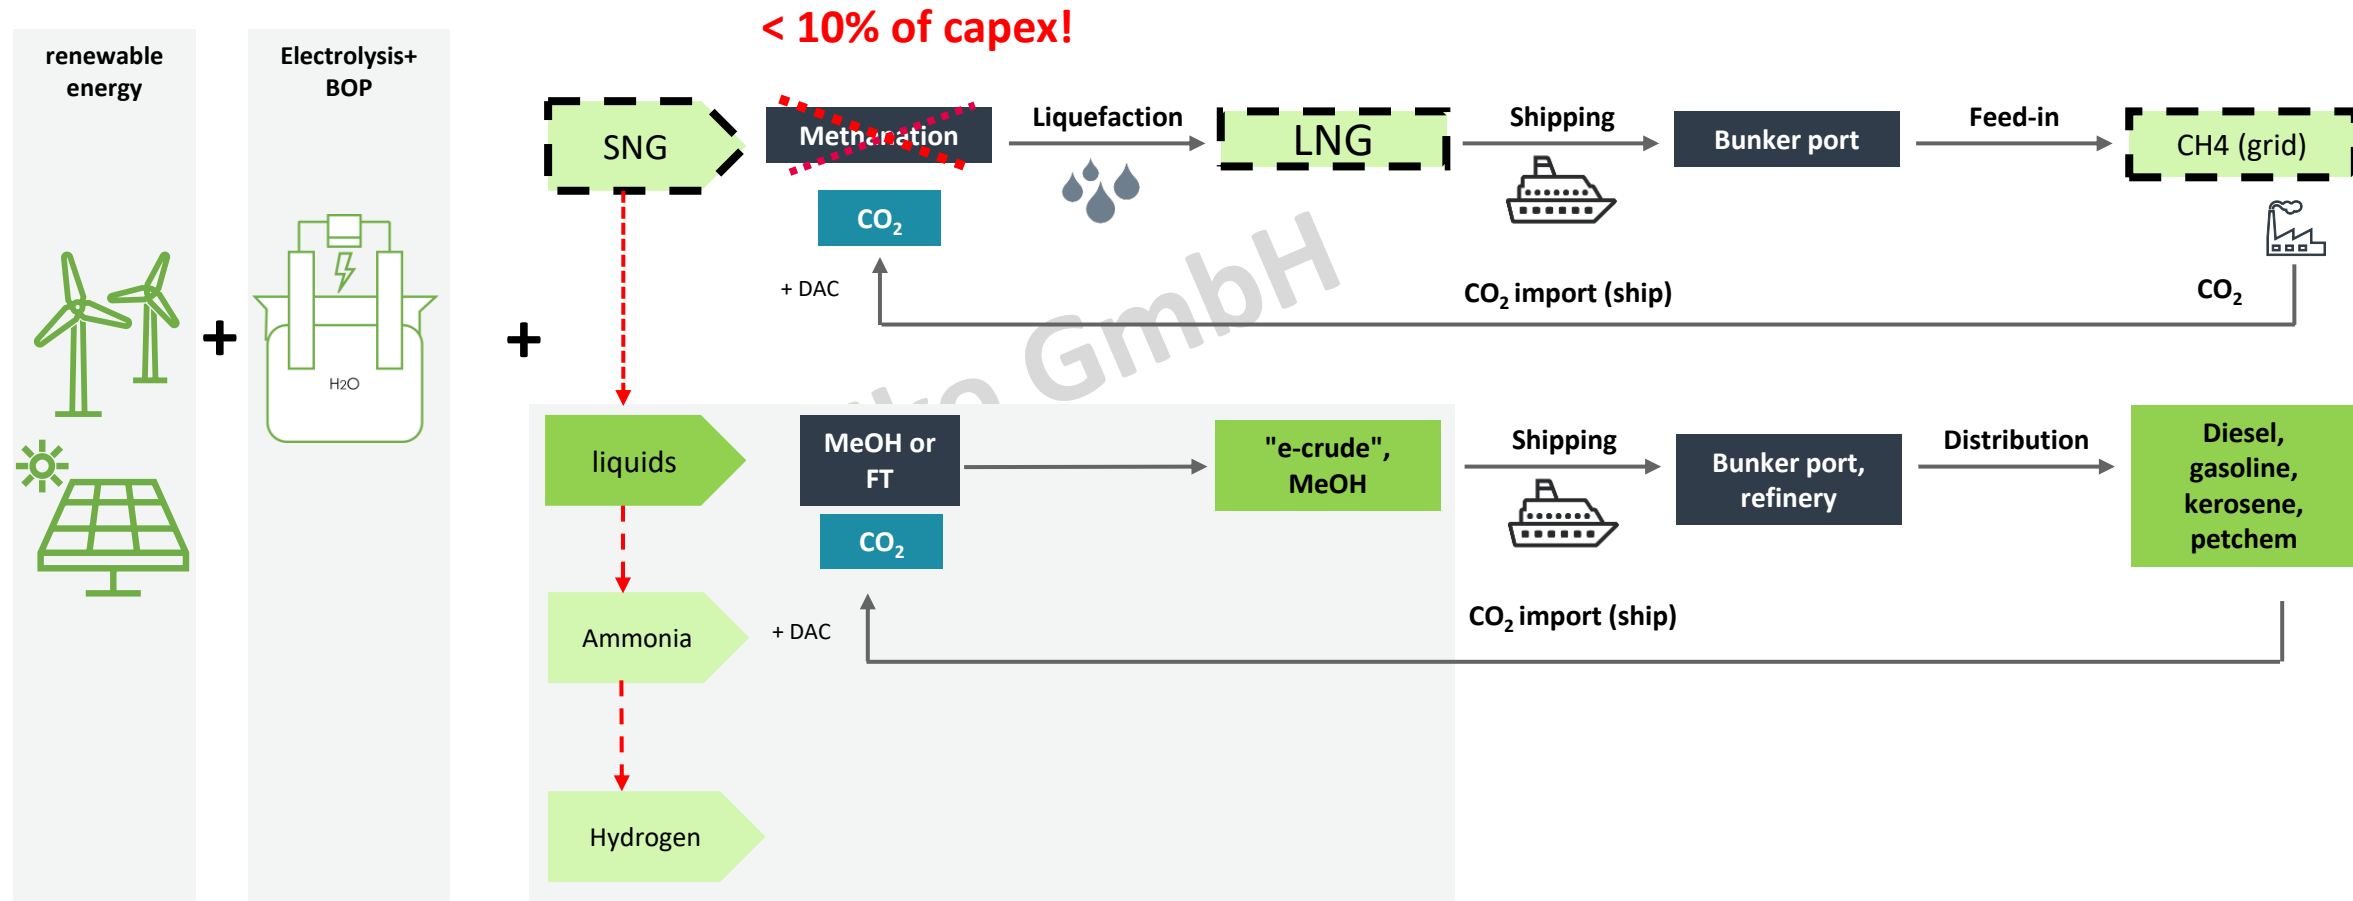 < 10% of capex!
renewable
energy
Electrolysis+
BOP
SNG
Methanation
Liquefaction
LNG
Shipping
Bunker port
Feed-in
CH4 (grid)
CO2
+ DAC
CO2 import (ship)
CO2
H2O
+
+
GmbH
liquids
MeOH or
FT
CO2
"e-crude",
MeOH
Shipping
Bunker port,
refinery
Distribution
Diesel,
gasoline,
kerosene,
petchem
Ammonia
+ DAC
CO2 import (ship)
Hydrogen